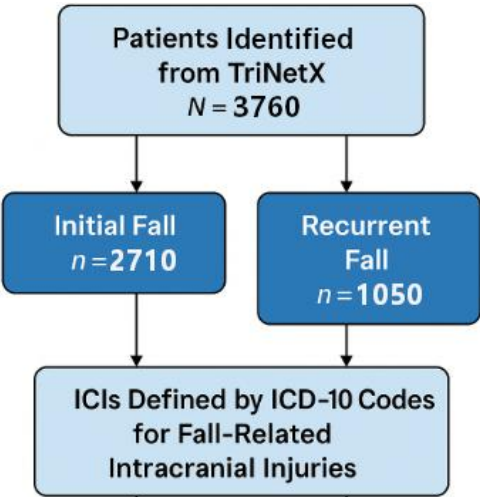 Patients Identified
from TriNetX
N = 3760
Initial Fall
n=2710
Recurrent
Fall
n=1050
ICIs Defined by ICD-10 Codes
for Fall-Related
Intracranial Injuries